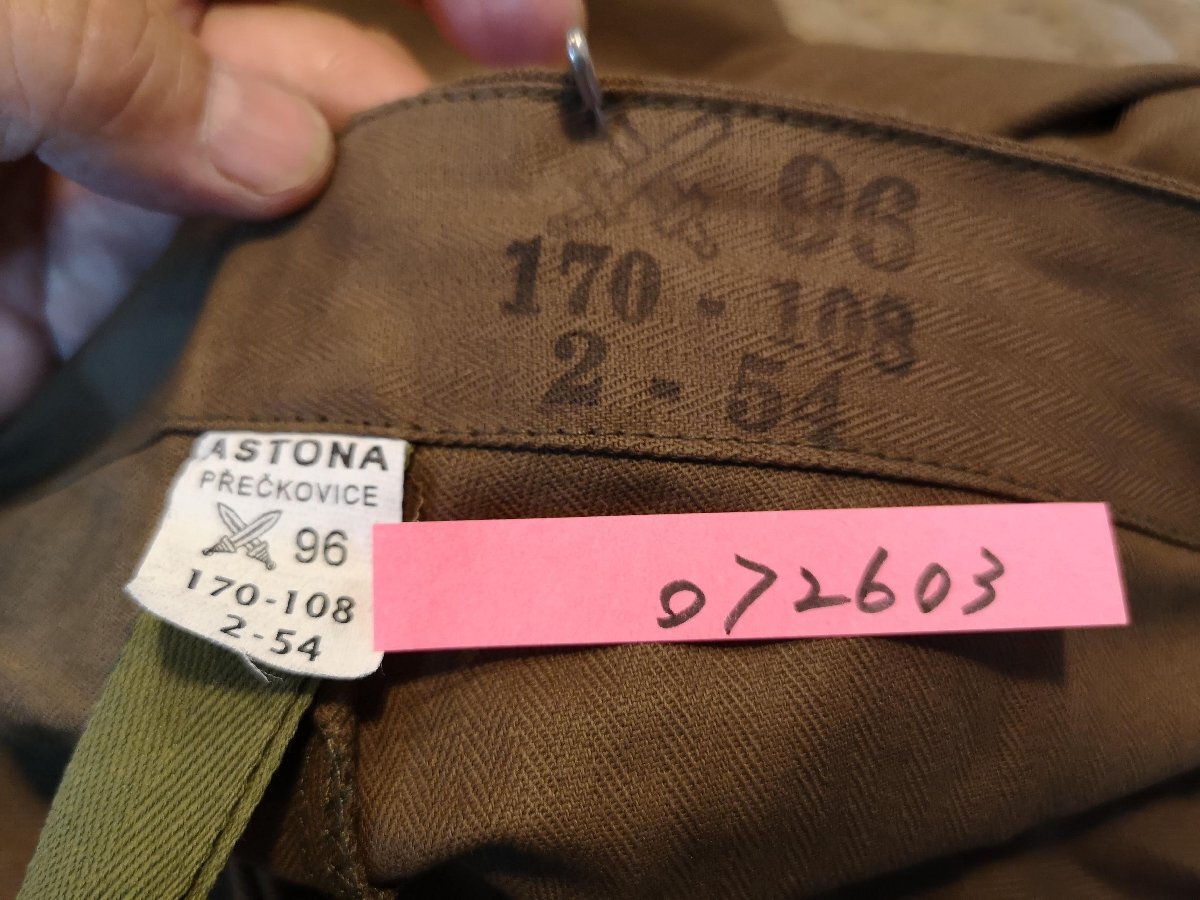 96
170 - 108
2 - 54
ASTONA
PŘEČKOVICE
96
170-108
2-54
072603